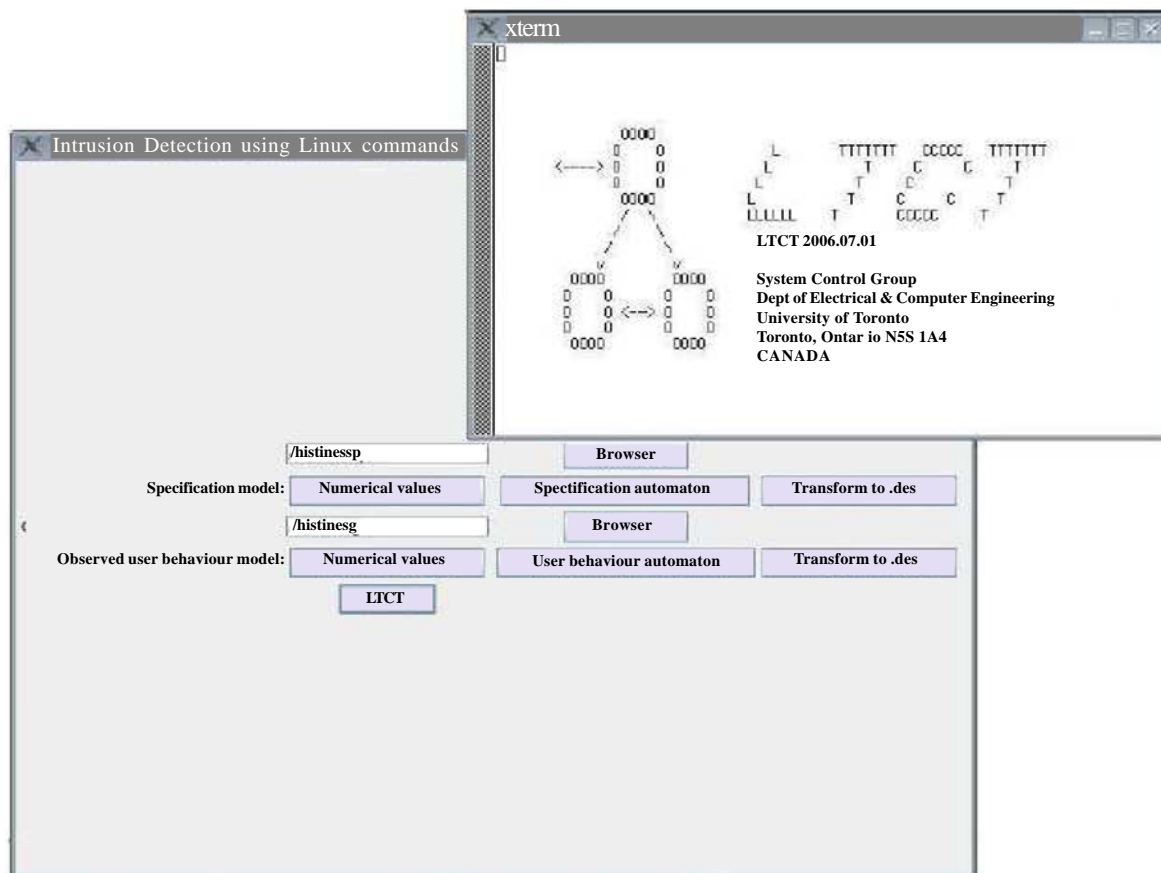 xterm
Intrusion Detection using Linux commands
LTCT
LTCT 2006.07.01
System Control Group
Dept of Electrical & Computer Engineering
University of Toronto
Toronto, Ontar io N5S 1A4
CANADA
/histinessp Browser
Specification model: Numerical values Spectification automaton Transform to .des
/histinesg Browser
Observed user behaviour model: Numerical values User behaviour automaton Transform to .des
LTCT